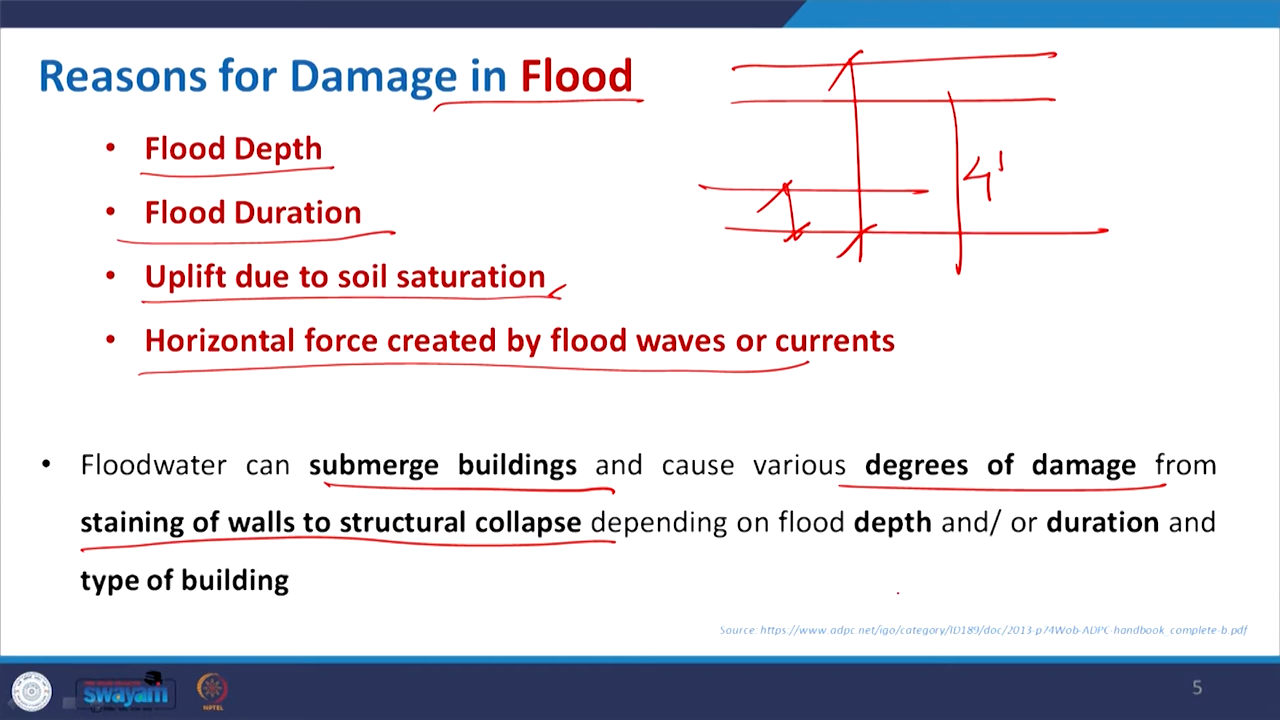 Reasons for Damage in Flood
• Flood Depth
• Flood Duration
• Uplift due to soil saturation
• Horizontal force created by flood waves or currents
4'
• Floodwater can submerge buildings and cause various degrees of damage from
staining of walls to structural collapse depending on flood depth and/ or duration and
type of building
Source: https://www.adpc.net/igo/category/ID189/doc/2013-p74Wob-ADPC-handbook_complete-b.pdf
swayam
NPTEL
5